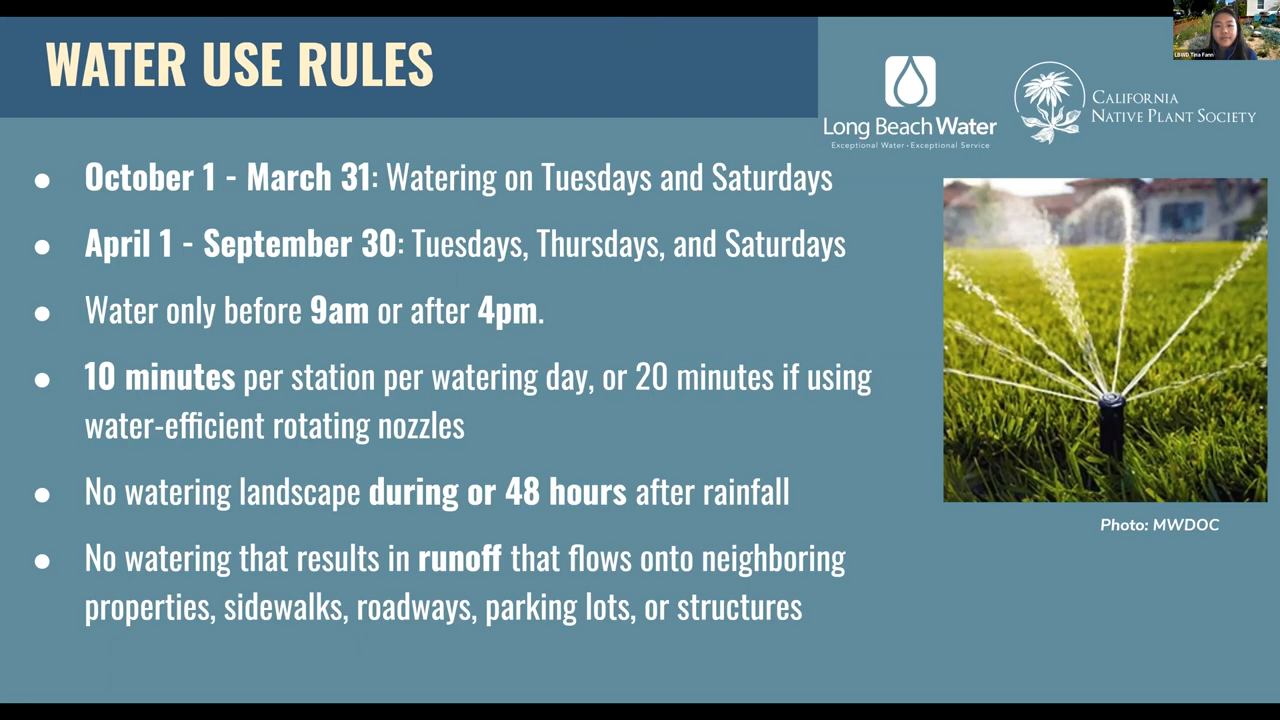 WATER USE RULES
LBWD Tina Fann
Long Beach Water
Exceptional Water • Exceptional Service
CALIFORNIA
NATIVE PLANT SOCIETY
● October 1 - March 31: Watering on Tuesdays and Saturdays
● April 1 - September 30: Tuesdays, Thursdays, and Saturdays
● Water only before 9am or after 4pm.
● 10 minutes per station per watering day, or 20 minutes if using
water-efficient rotating nozzles
● No watering landscape during or 48 hours after rainfall
● No watering that results in runoff that flows onto neighboring
properties, sidewalks, roadways, parking lots, or structures
Photo: MWDOC